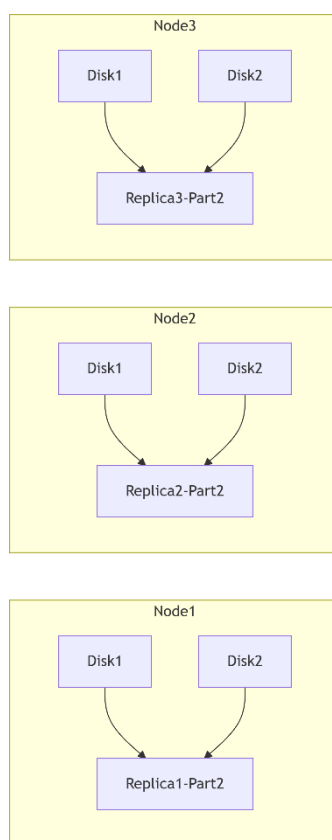 Node3
Disk1 Disk2
Replica3-Part2
Node2
Disk1 Disk2
Replica2-Part2
Node1
Disk1 Disk2
Replica1-Part2